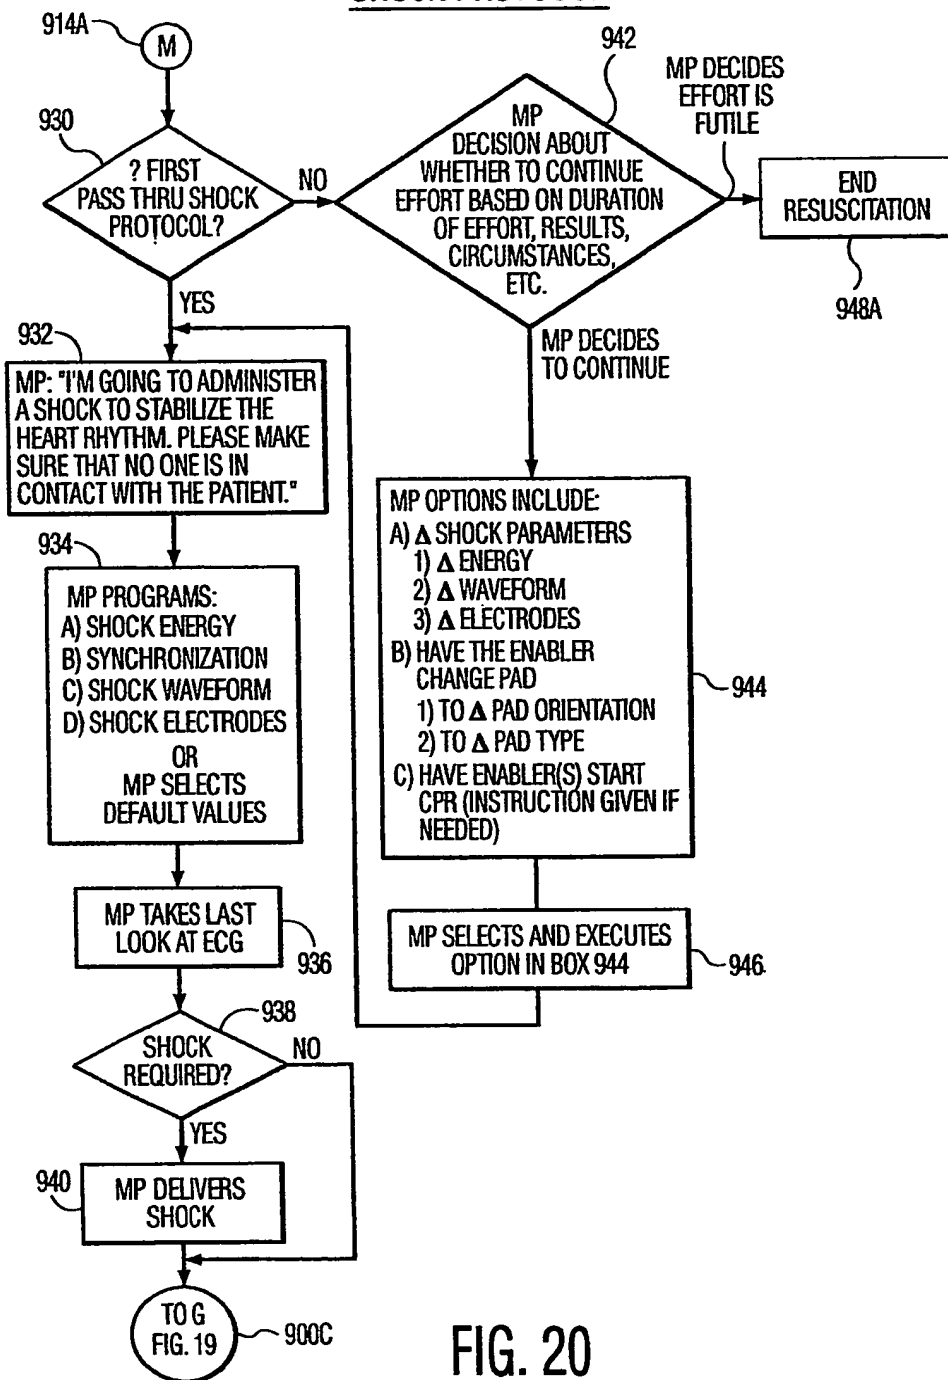 914A
M
930
? FIRST
PASS THRU SHOCK
PROTOCOL?
NO
YES
942
MP
DECISION ABOUT
WHETHER TO CONTINUE
EFFORT BASED ON DURATION
OF EFFORT, RESULTS,
CIRCUMSTANCES,
ETC.
MP DECIDES
EFFORT IS
FUTILE
END
RESUSCITATION
948A
MP DECIDES
TO CONTINUE
932
MP: "I'M GOING TO ADMINISTER
A SHOCK TO STABILIZE THE
HEART RHYTHM. PLEASE MAKE
SURE THAT NO ONE IS IN
CONTACT WITH THE PATIENT."
934
MP PROGRAMS:
A) SHOCK ENERGY
B) SYNCHRONIZATION
C) SHOCK WAVEFORM
D) SHOCK ELECTRODES
OR
MP SELECTS
DEFAULT VALUES
MP TAKES LAST
LOOK AT ECG
936
938
SHOCK
REQUIRED?
NO
YES
940
MP DELIVERS
SHOCK
TO G
FIG. 19
900C
MP OPTIONS INCLUDE:
A) Δ SHOCK PARAMETERS
1) Δ ENERGY
2) Δ WAVEFORM
3) Δ ELECTRODES
B) HAVE THE ENABLER
CHANGE PAD
1) TO Δ PAD ORIENTATION
2) TO Δ PAD TYPE
C) HAVE ENABLER(S) START
CPR (INSTRUCTION GIVEN IF
NEEDED)
944
MP SELECTS AND EXECUTES
OPTION IN BOX 944
946
FIG. 20